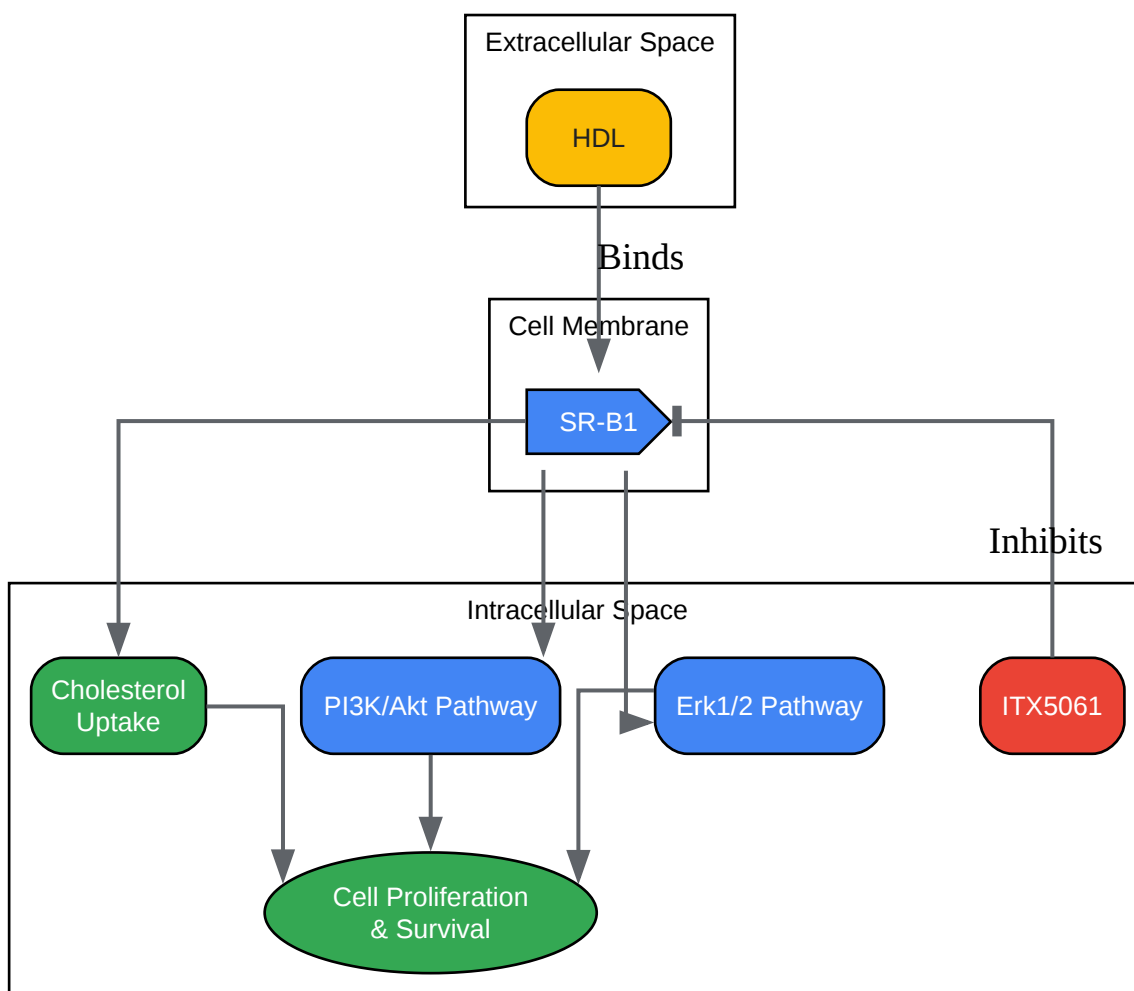 Extracellular Space
HDL
Binds
Cell Membrane
SR-B1
Inhibits
Intracellular Space
Cholesterol
Uptake
PI3K/Akt Pathway
Erk1/2 Pathway
ITX5061
Cell Proliferation
& Survival